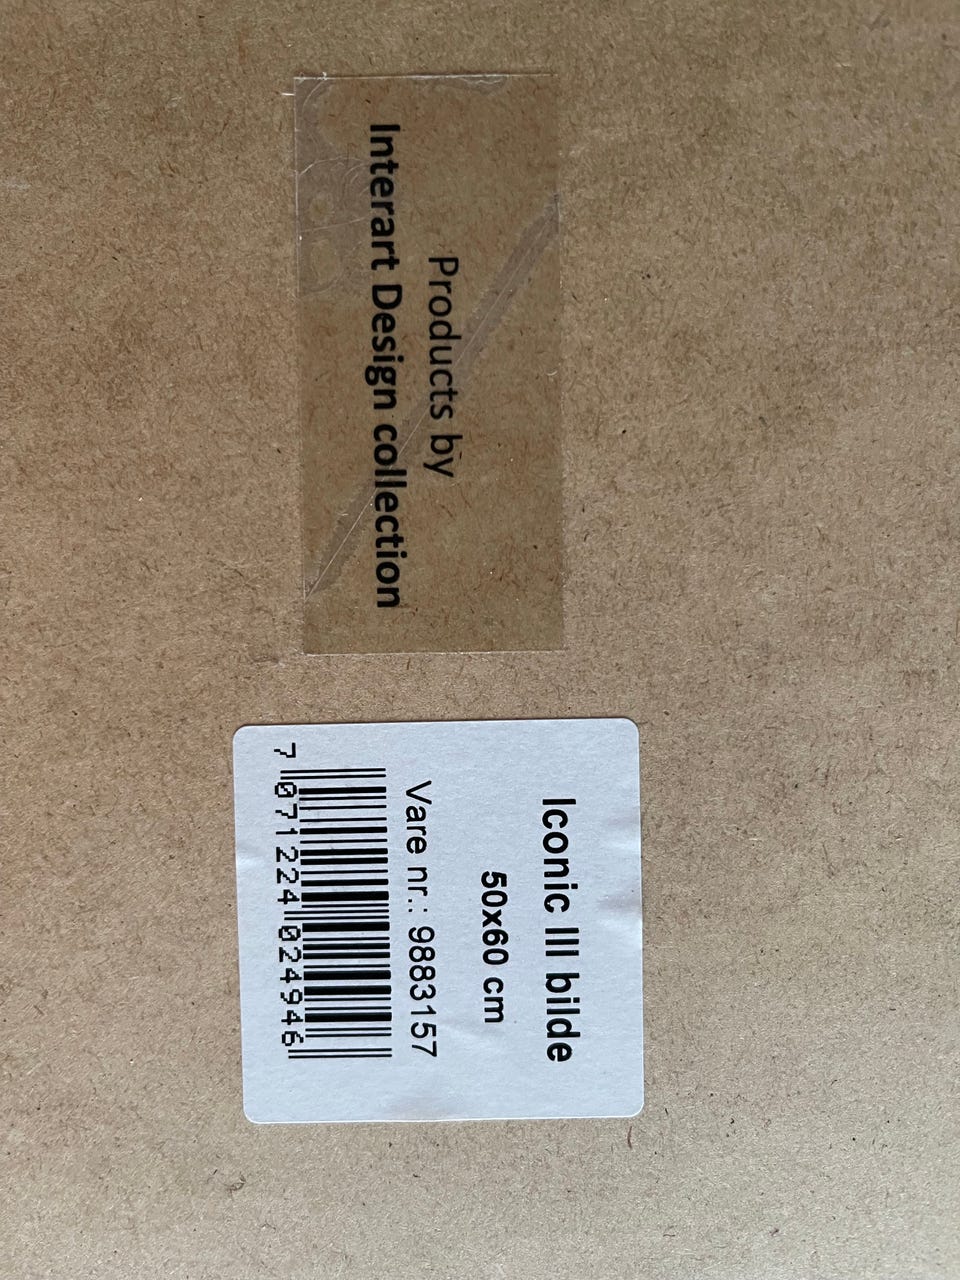 Products by
Interart Design collection
Iconic III bilde
50x60 cm
Vare nr.: 9883157
7 071224 024946